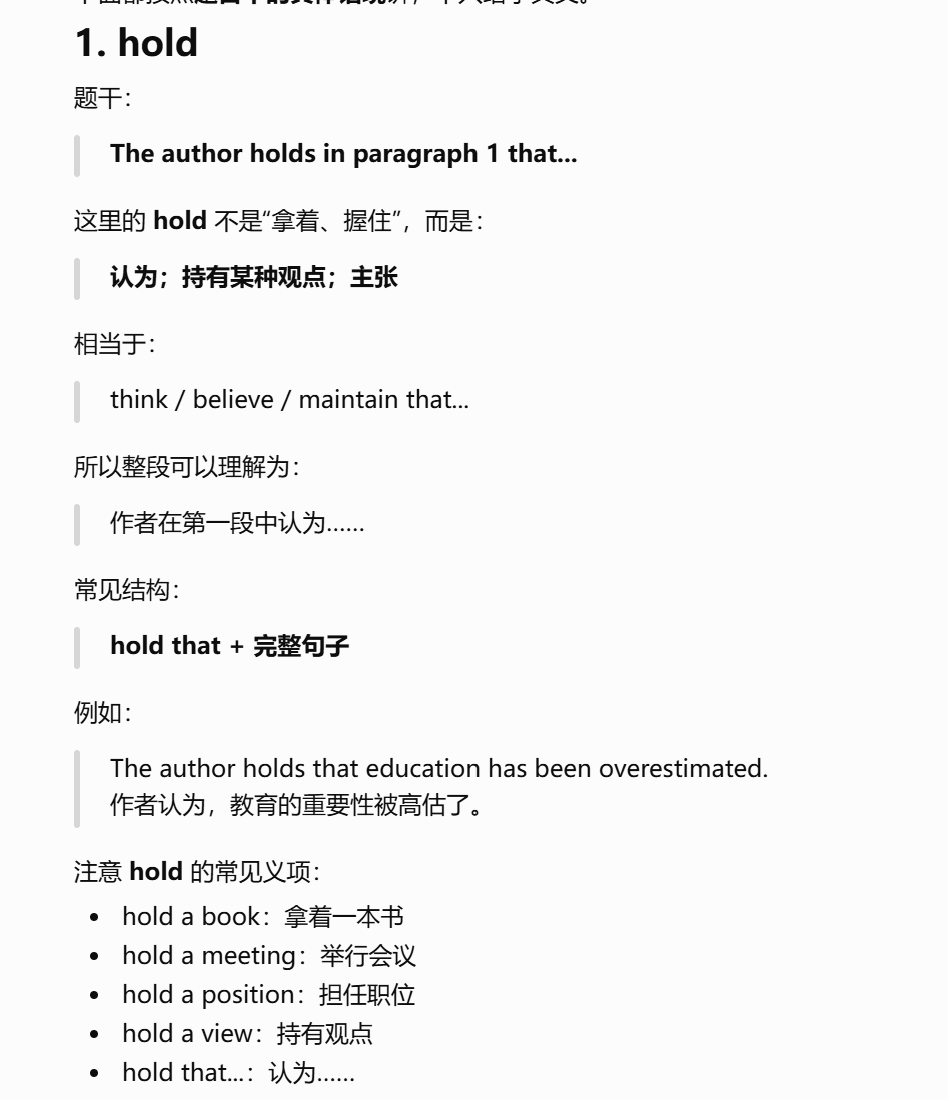 1. hold
题干：
The author holds in paragraph 1 that...
这里的 hold 不是“拿着、握住”，而是：
认为；持有某种观点；主张
相当于：
think / believe / maintain that...
所以整段可以理解为：
作者在第一段中认为……
常见结构：
hold that + 完整句子
例如：
The author holds that education has been overestimated.
作者认为，教育的重要性被高估了。
注意 hold 的常见义项：
• hold a book：拿着一本书
• hold a meeting：举行会议
• hold a position：担任职位
• hold a view：持有观点
• hold that...：认为……